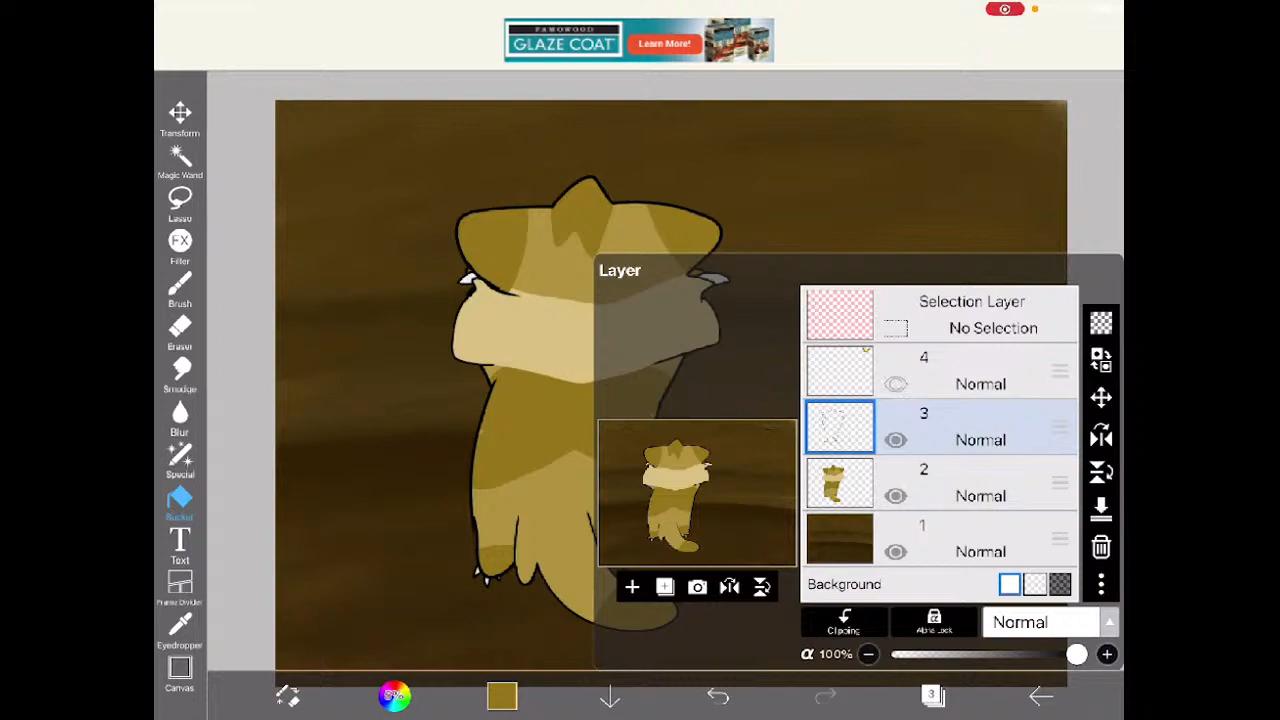 FAMOWOOD
GLAZE COAT
Learn More!
Transform
Magic Wand
Lasso
FX
Filter
Brush
Eraser
Smudge
Blur
Special
Bucket
T
Text
Frame Divider
Eyedropper
Canvas
Layer
Selection Layer
No Selection
4
Normal
3
Normal
2
Normal
1
Normal
Background
Clipping
Alpha Lock
Normal
α 100%
3